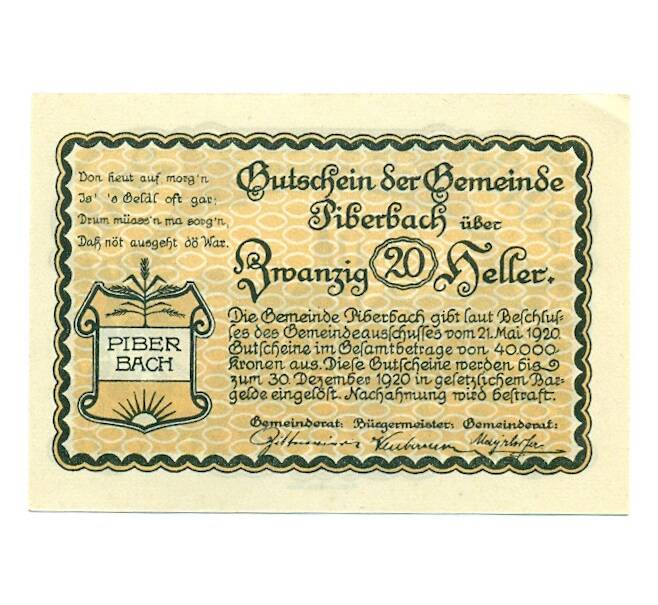 Von heut auf morg'n
Is' 's Geldl oft gar;
Drum müass'n ma sorg'n,
Daß nöt ausgeht dö War.
PIBER
BACH
Gutschein der Gemeinde
Piberbach über
Zwanzig 20 Heller.
Die Gemeinde Piberbach gibt laut Beschlus-
ses des Gemeindeausschusses vom 21. Mai 1920
Gutscheine im Gesamtbetrage von 40.000
Kronen aus. Diese Gutscheine werden bis
zum 30. Dezember 1920 in gesetzlichem Bar-
gelde eingelöst. Nachahmung wird bestraft.
Gemeinderat: Bürgermeister: Gemeinderat:
Mayrdorfer